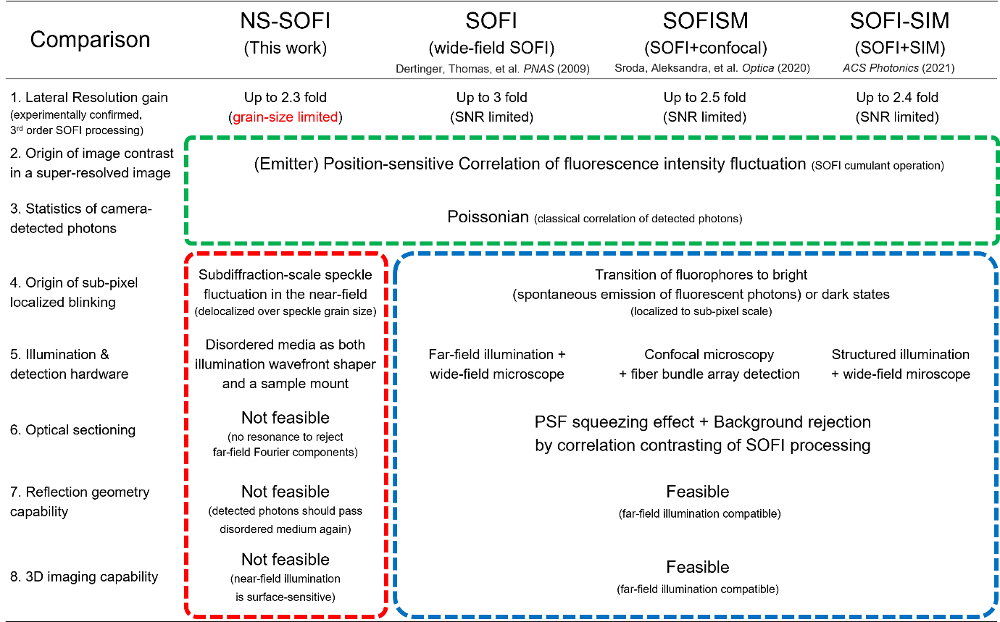 Comparison
NS-SOFI
(This work)
SOFI
(wide-field SOFI)
Dertinger, Thomas, et al. PNAS (2009)
SOFISM
(SOFI+confocal)
Sroda, Aleksandra, et al. Optica (2020)
SOFI-SIM
(SOFI+SIM)
ACS Photonics (2021)
1. Lateral Resolution gain
(experimentally confirmed,
3rd order SOFI processing)
Up to 2.3 fold
(grain-size limited)
Up to 3 fold
(SNR limited)
Up to 2.5 fold
(SNR limited)
Up to 2.4 fold
(SNR limited)
2. Origin of image contrast
in a super-resolved image
(Emitter) Position-sensitive Correlation of fluorescence intensity fluctuation (SOFI cumulant operation)
3. Statistics of camera-
detected photons
Poissonian (classical correlation of detected photons)
4. Origin of sub-pixel
localized blinking
Subdiffraction-scale speckle
fluctuation in the near-field
(delocalized over speckle grain size)
Transition of fluorophores to bright
(spontaneous emission of fluorescent photons) or dark states
(localized to sub-pixel scale)
5. Illumination &
detection hardware
Disordered media as both
illumination wavefront shaper
and a sample mount
Far-field illumination +
wide-field microscope
Confocal microscopy
+ fiber bundle array detection
Structured illumination
+ wide-field miroscope
6. Optical sectioning
Not feasible
(no resonance to reject
far-field Fourier components)
PSF squeezing effect + Background rejection
by correlation contrasting of SOFI processing
7. Reflection geometry
capability
Not feasible
(detected photons should pass
disordered medium again)
Feasible
(far-field illumination compatible)
8. 3D imaging capability
Not feasible
(near-field illumination
is surface-sensitive)
Feasible
(far-field illumination compatible)